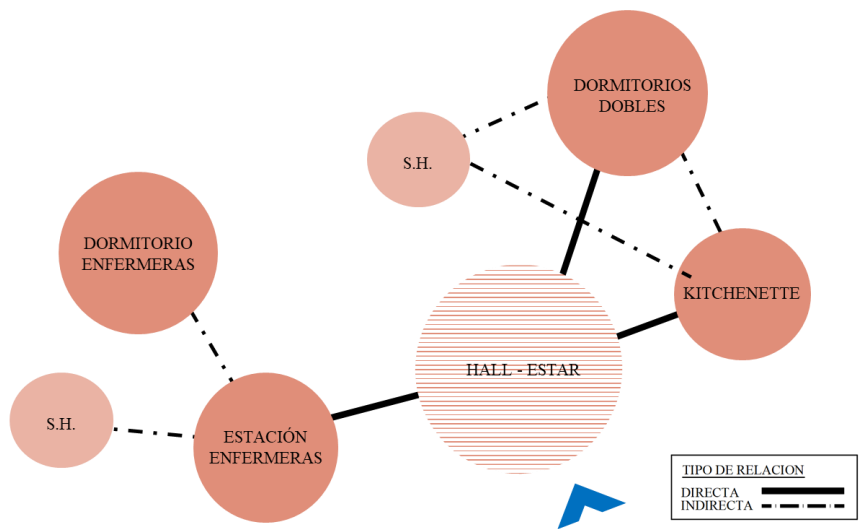 DORMITORIOS
DOBLES
S.H.
DORMITORIO
ENFERMERAS
KITCHENETTE
HALL - ESTAR
S.H.
ESTACIÓN
ENFERMERAS
TIPO DE RELACION
DIRECTA
INDIRECTA